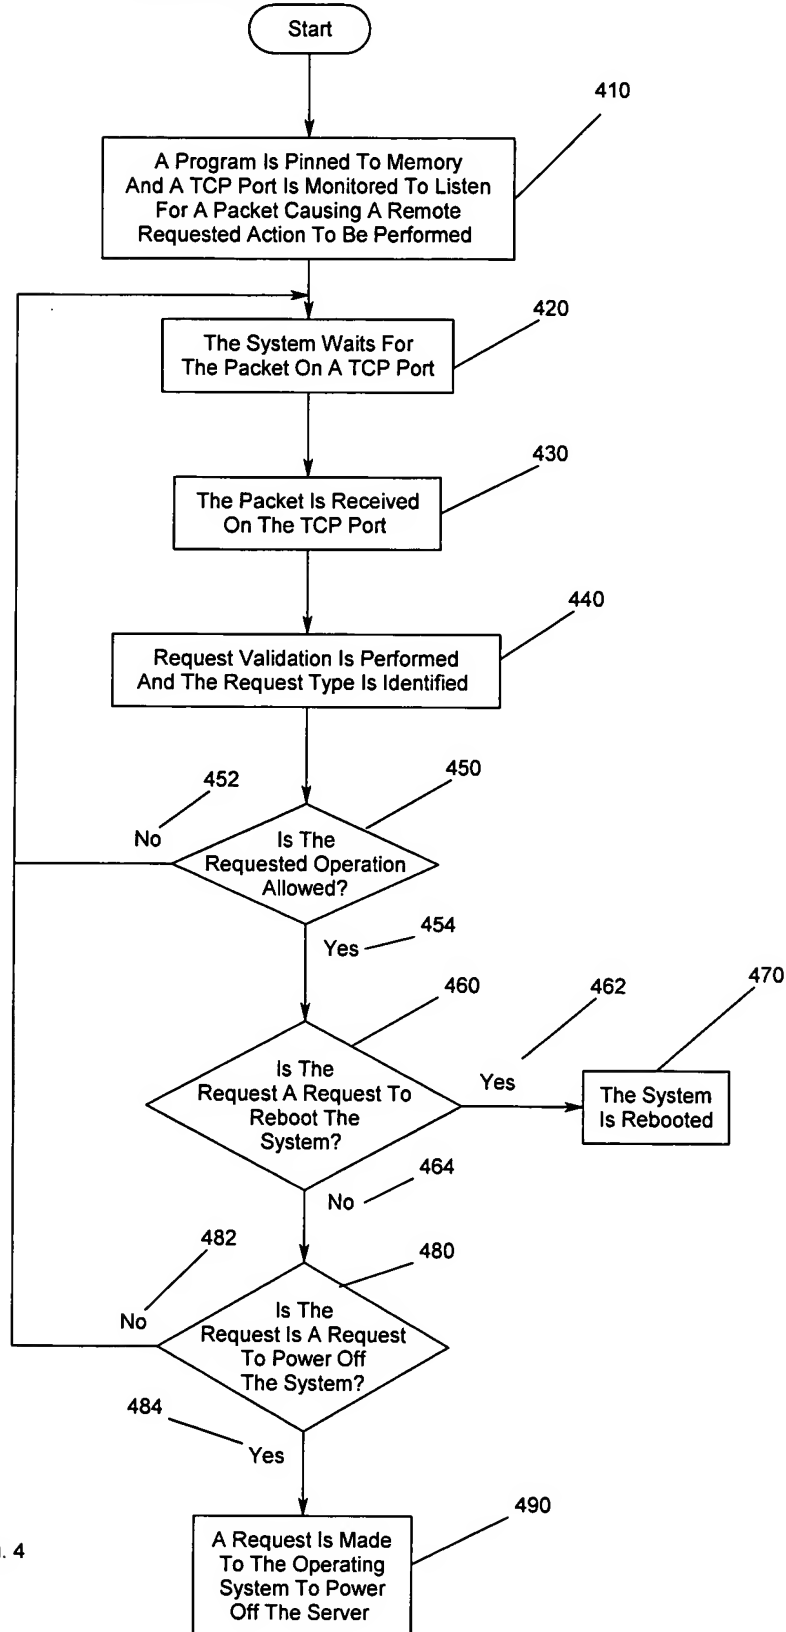 Start
410
A Program Is Pinned To Memory
And A TCP Port Is Monitored To Listen
For A Packet Causing A Remote
Requested Action To Be Performed
420
The System Waits For
The Packet On A TCP Port
430
The Packet Is Received
On The TCP Port
440
Request Validation Is Performed
And The Request Type Is Identified
452
450
No
Is The
Requested Operation
Allowed?
454
Yes
460
462
470
Is The
Request A Request To
Reboot The
System?
Yes
The System
Is Rebooted
464
No
482
480
No
Is The
Request Is A Request
To Power Off
The System?
484
Yes
490
A Request Is Made
To The Operating
System To Power
Off The Server
. 4